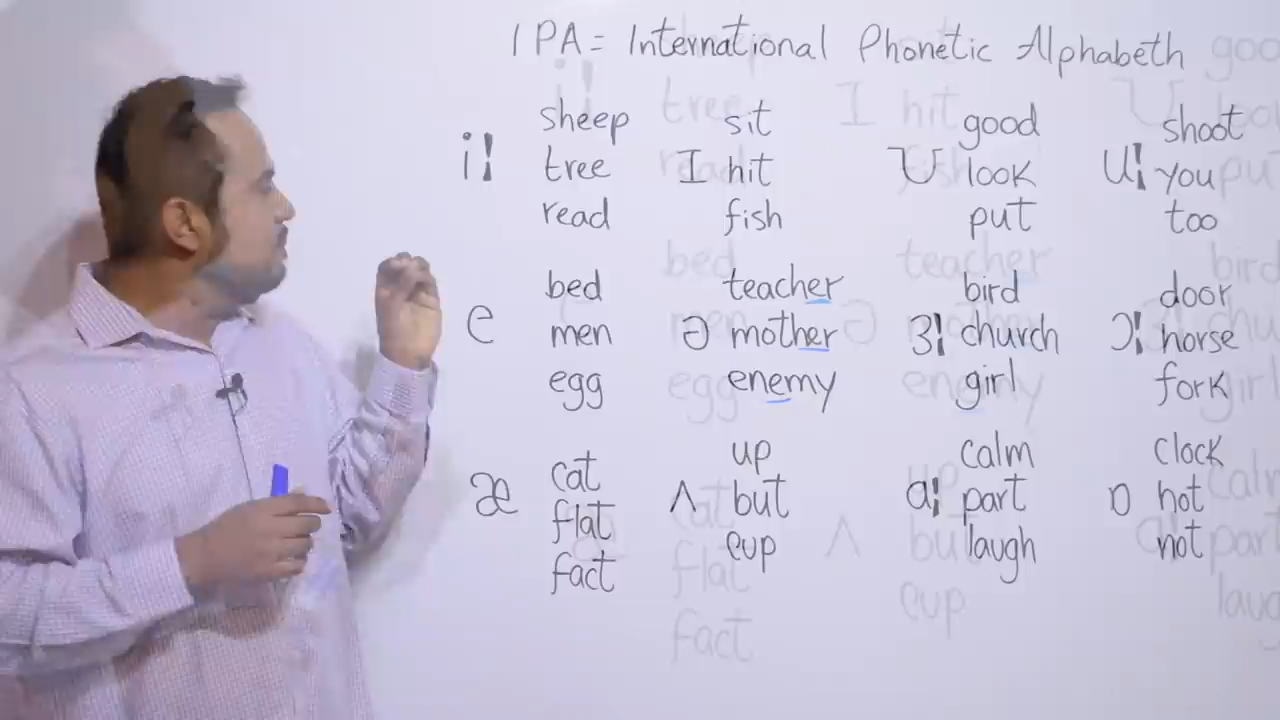 IPA = International Phonetic Alphabeth
iː
sheep
tree
read
I
sit
hit
fish
ʊ
good
look
put
uː
shoot
you
too
e
bed
men
egg
ə
teacher
mother
enemy
ɜː
bird
church
girl
ɔː
door
horse
fork
æ
cat
flat
fact
ʌ
up
but
cup
ɑː
calm
part
laugh
ɒ
clock
hot
not